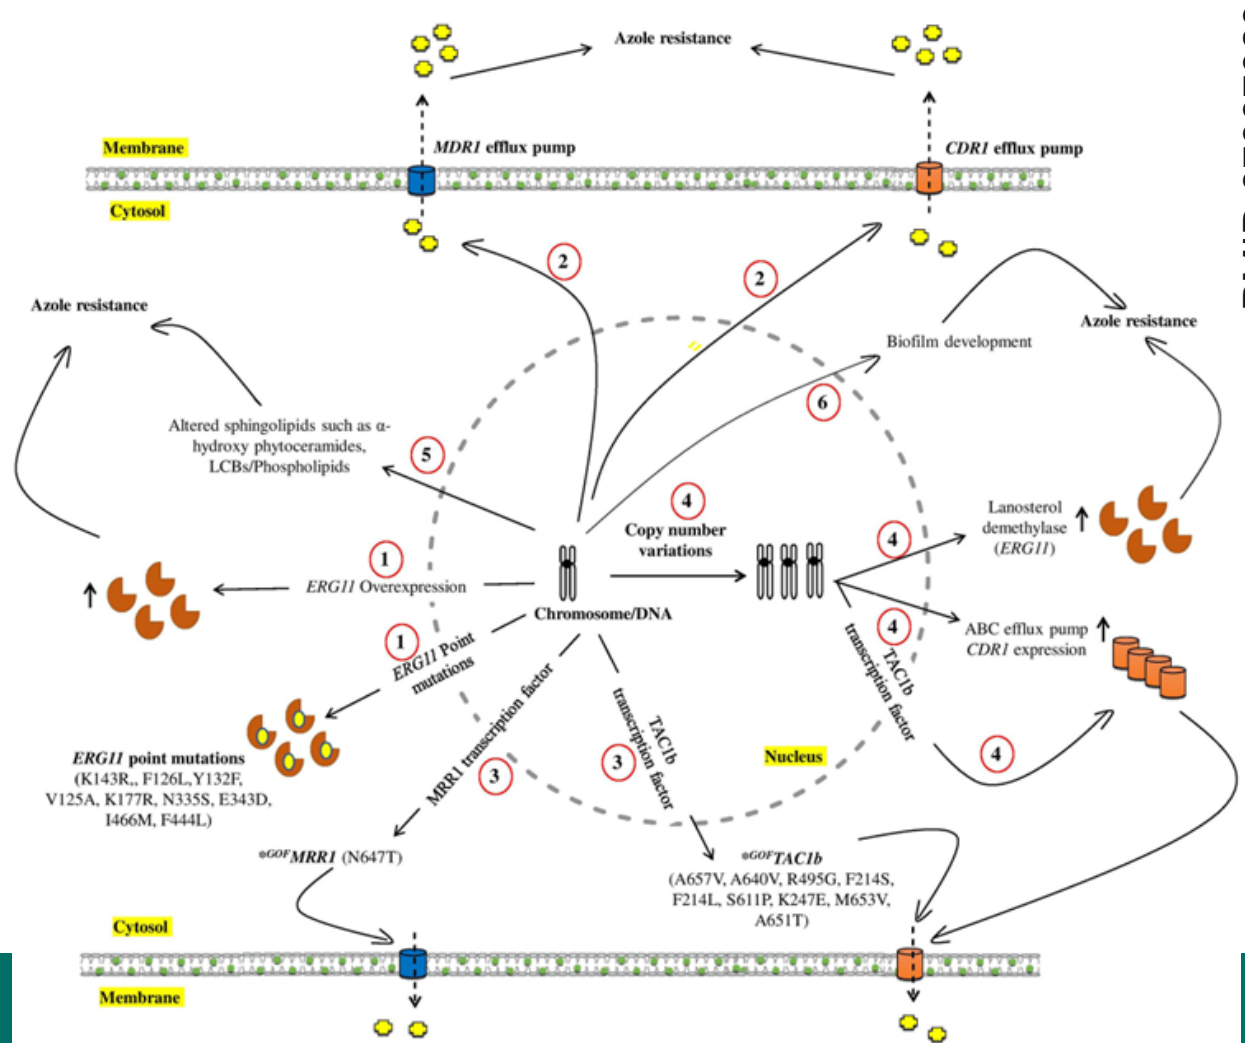 Azole resistance
Membrane
MDR1 efflux pump
CDR1 efflux pump
Cytosol
2
2
Azole resistance
Azole resistance
Biofilm development
6
Altered sphingolipids such as α-
hydroxy phytoceramides,
LCBs/Phospholipids
5
4
Copy number
variations
Lanosterol
demethylase
(ERG11)
4
1
ERG11 Overexpression
Chromosome/DNA
4
ABC efflux pump
CDR1 expression
1
ERG11 Point
mutations
TAC1b
transcription factor
MRR1 transcription factor
3
TAC1b
transcription factor
3
4
Nucleus
ERG11 point mutations
(K143R,, F126L,Y132F,
V125A, K177R, N335S, E343D,
I466M, F444L)
*GOFMRR1 (N647T)
*GOFTAC1b
(A657V, A640V, R495G, F214S,
F214L, S611P, K247E, M653V,
A651T)
Cytosol
Membrane